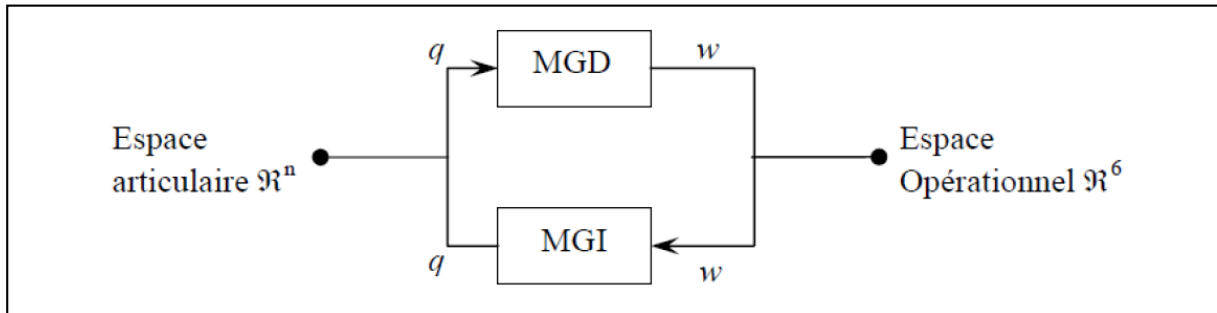 q
MGD
w
Espace
articulaire ℜⁿ
Espace
Opérationnel ℜ⁶
q
MGI
w